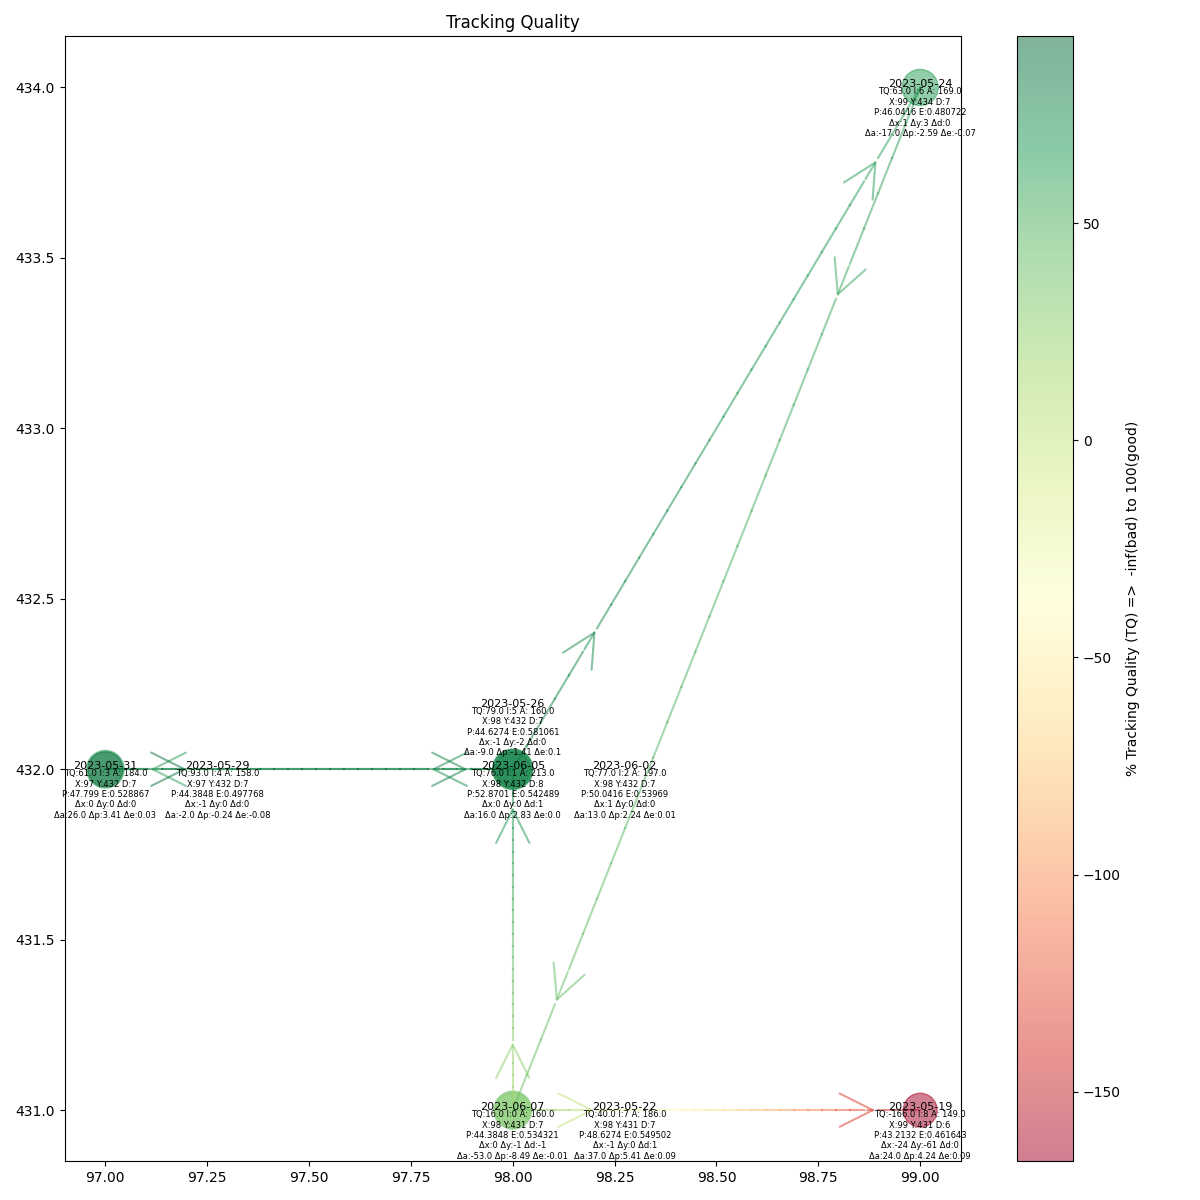 Tracking Quality
434.0
433.5
433.0
432.5
432.0
431.5
431.0
2023-05-24
TQ:63.0 I:6 A: 169.0
X:99 Y:434 D:7
P:46.0416 E:0.480722
Δx:1 Δy:3 Δd:0
Δa:-17.0 Δp:-2.59 Δe:-0.07
2023-05-26
TQ:79.0 I:5 A: 160.0
X:98 Y:432 D:7
P:44.6274 E:0.581061
Δx:-1 Δy:-2 Δd:0
Δa:-9.0 Δp:-1.41 Δe:0.1
2023-05-31
TQ:61.0 I:3 A: 184.0
X:97 Y:432 D:7
P:47.799 E:0.528867
Δx:0 Δy:0 Δd:0
Δa:26.0 Δp:3.41 Δe:0.03
2023-05-29
TQ:93.0 I:4 A: 158.0
X:97 Y:432 D:7
P:44.3848 E:0.497768
Δx:-1 Δy:0 Δd:0
Δa:-2.0 Δp:-0.24 Δe:-0.08
2023-06-05
TQ:76.0 I:1 A: 213.0
X:98 Y:432 D:8
P:52.8701 E:0.542489
Δx:0 Δy:0 Δd:1
Δa:16.0 Δp:2.83 Δe:0.0
2023-06-02
TQ:77.0 I:2 A: 197.0
X:98 Y:432 D:7
P:50.0416 E:0.53969
Δx:1 Δy:0 Δd:0
Δa:13.0 Δp:2.24 Δe:0.01
2023-06-07
TQ:16.0 I:0 A: 160.0
X:98 Y:431 D:7
P:44.3848 E:0.534321
Δx:0 Δy:-1 Δd:-1
Δa:-53.0 Δp:-8.49 Δe:-0.01
2023-05-22
TQ:40.0 I:7 A: 186.0
X:98 Y:431 D:7
P:48.6274 E:0.549502
Δx:-1 Δy:0 Δd:1
Δa:37.0 Δp:5.41 Δe:0.09
2023-05-19
TQ:-166.0 I:8 A: 149.0
X:99 Y:431 D:6
P:43.2132 E:0.461643
Δx:-24 Δy:-61 Δd:0
Δa:24.0 Δp:4.24 Δe:0.09
97.00 97.25 97.50 97.75 98.00 98.25 98.50 98.75 99.00
50
0
−50
−100
−150
% Tracking Quality (TQ) => -inf(bad) to 100(good)